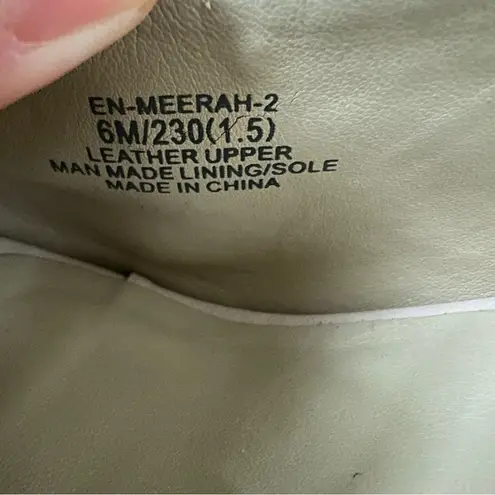 EN-MEERAH-2
6M/230(1.5)
LEATHER UPPER
MAN MADE LINING/SOLE
MADE IN CHINA